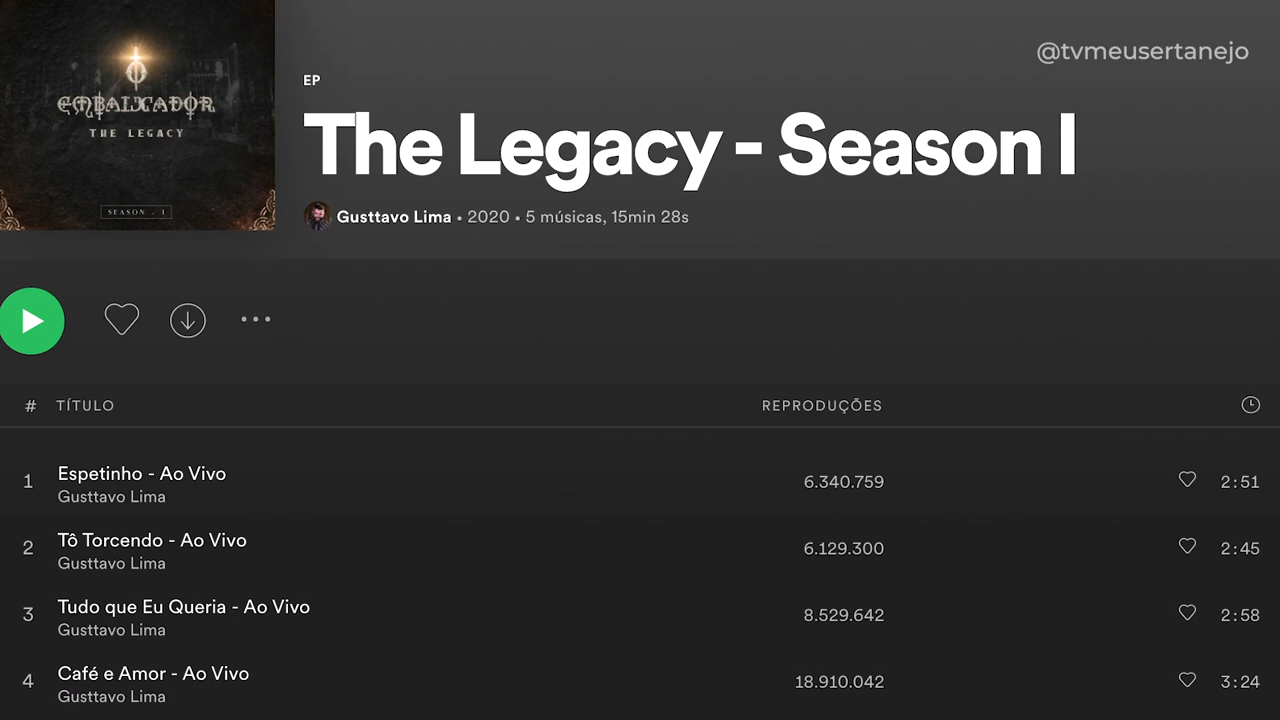 @tvmeusertanejo
EMBAIXADOR
THE LEGACY
SEASON . I
EP
The Legacy - Season I
Gusttavo Lima • 2020 • 5 músicas, 15min 28s
# TÍTULO REPRODUÇÕES
1 Espetinho - Ao Vivo 6.340.759 2:51
Gusttavo Lima
2 Tô Torcendo - Ao Vivo 6.129.300 2:45
Gusttavo Lima
3 Tudo que Eu Queria - Ao Vivo 8.529.642 2:58
Gusttavo Lima
4 Café e Amor - Ao Vivo 18.910.042 3:24
Gusttavo Lima